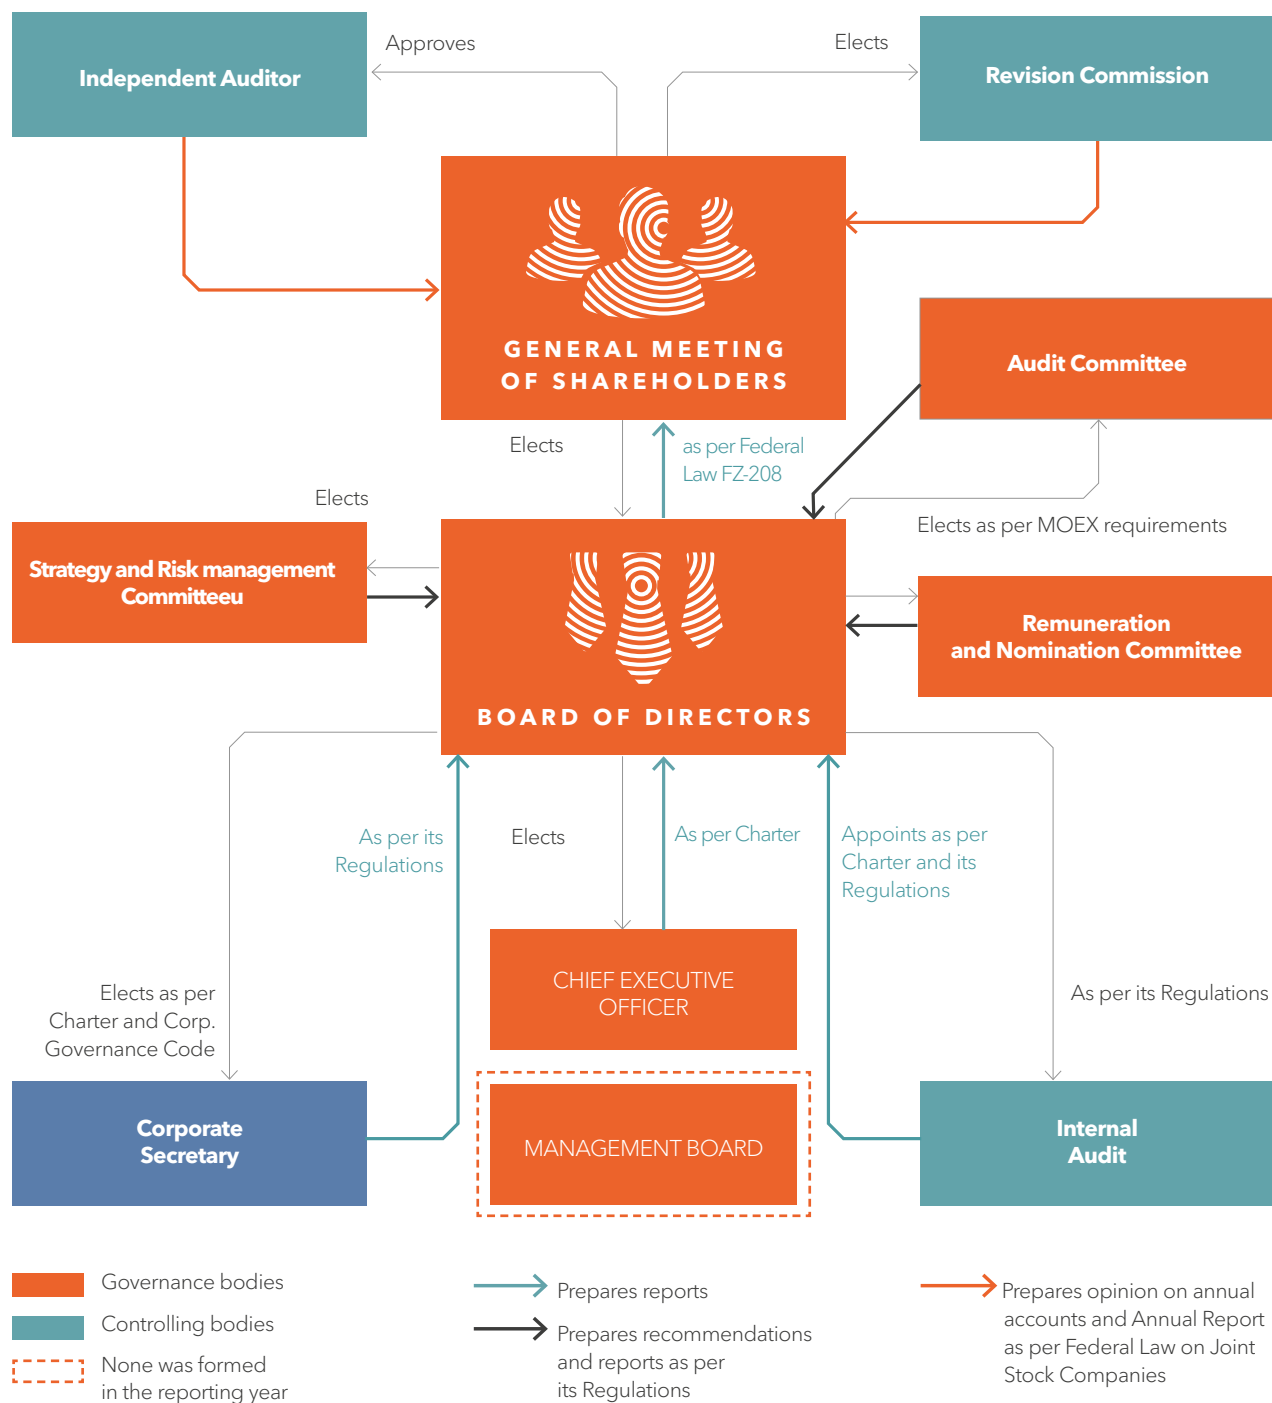 Approves
Elects
Independent Auditor
Revision Commission
GENERAL MEETING
OF SHAREHOLDERS
Audit Committee
Elects
as per Federal
Law FZ-208
Elects
Elects as per MOEX requirements
Strategy and Risk management
Committeeu
Remuneration
and Nomination Committee
BOARD OF DIRECTORS
As per its
Regulations
Elects
As per Charter
Appoints as per
Charter and its
Regulations
CHIEF EXECUTIVE
OFFICER
Elects as per
Charter and Corp.
Governance Code
As per its Regulations
Corporate
Secretary
MANAGEMENT BOARD
Internal
Audit
Governance bodies
Controlling bodies
None was formed
in the reporting year
Prepares reports
Prepares recommendations
and reports as per
its Regulations
Prepares opinion on annual
accounts and Annual Report
as per Federal Law on Joint
Stock Companies